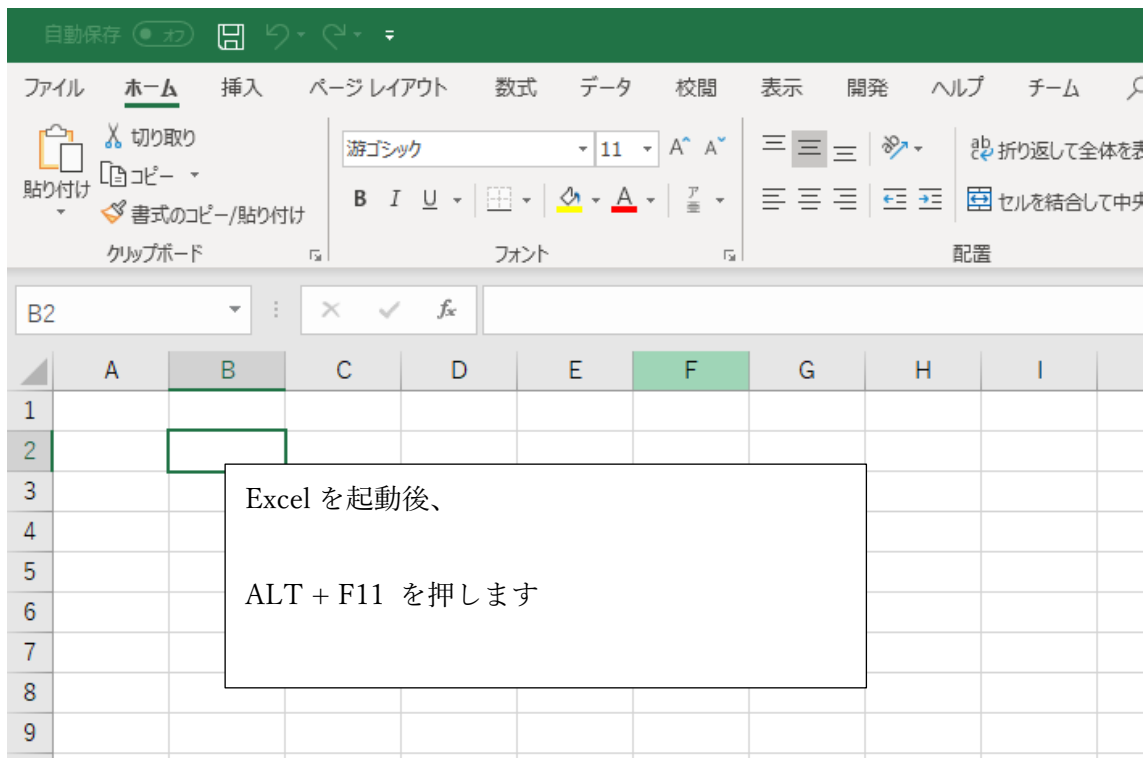 自動保存 オフ
ファイル ホーム 挿入 ページ レイアウト 数式 データ 校閲 表示 開発 ヘルプ チーム
貼り付け
切り取り
コピー
書式のコピー/貼り付け
クリップボード
游ゴシック 11 A A
B I U A ア亜
フォント
ab 折り返して全体を表
セルを結合して中央
配置
B2 fx
A B C D E F G H I
1
2
3
4
5
6
7
8
9
Excel を起動後、
ALT + F11 を押します